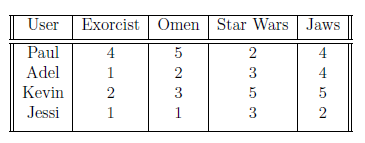 User Exorcist Omen Star Wars Jaws
Paul 4 5 2 4
Adel 1 2 3 4
Kevin 2 3 5 5
Jessi 1 1 3 2